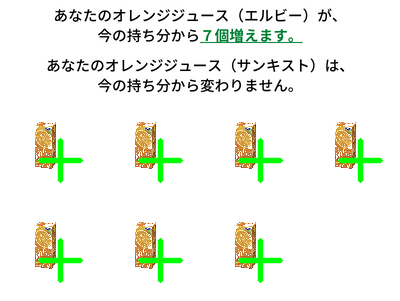 あなたのオレンジジュース（エルビー）が、
今の持ち分から７個増えます。
あなたのオレンジジュース（サンキスト）は、
今の持ち分から変わりません。